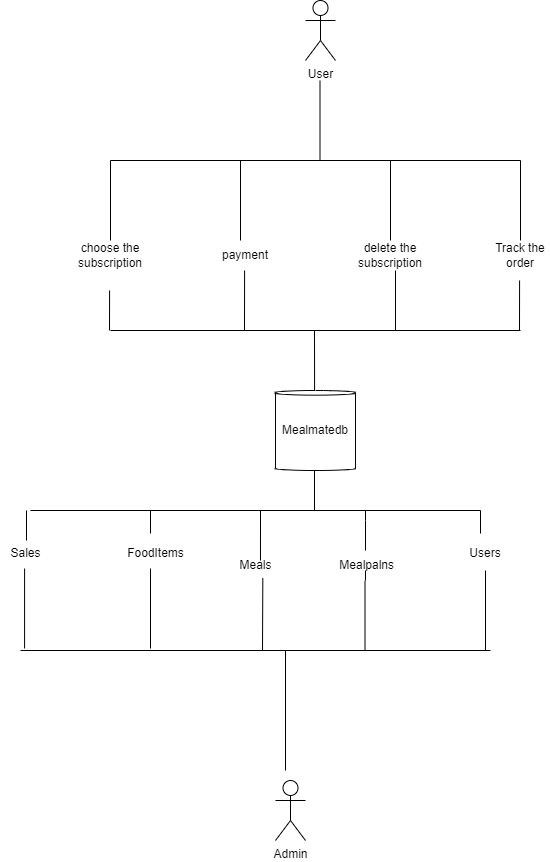 User
choose the
subscription
payment
delete the
subscription
Track the
order
Mealmatedb
Sales
FoodItems
Meals
Mealpalns
Users
Admin